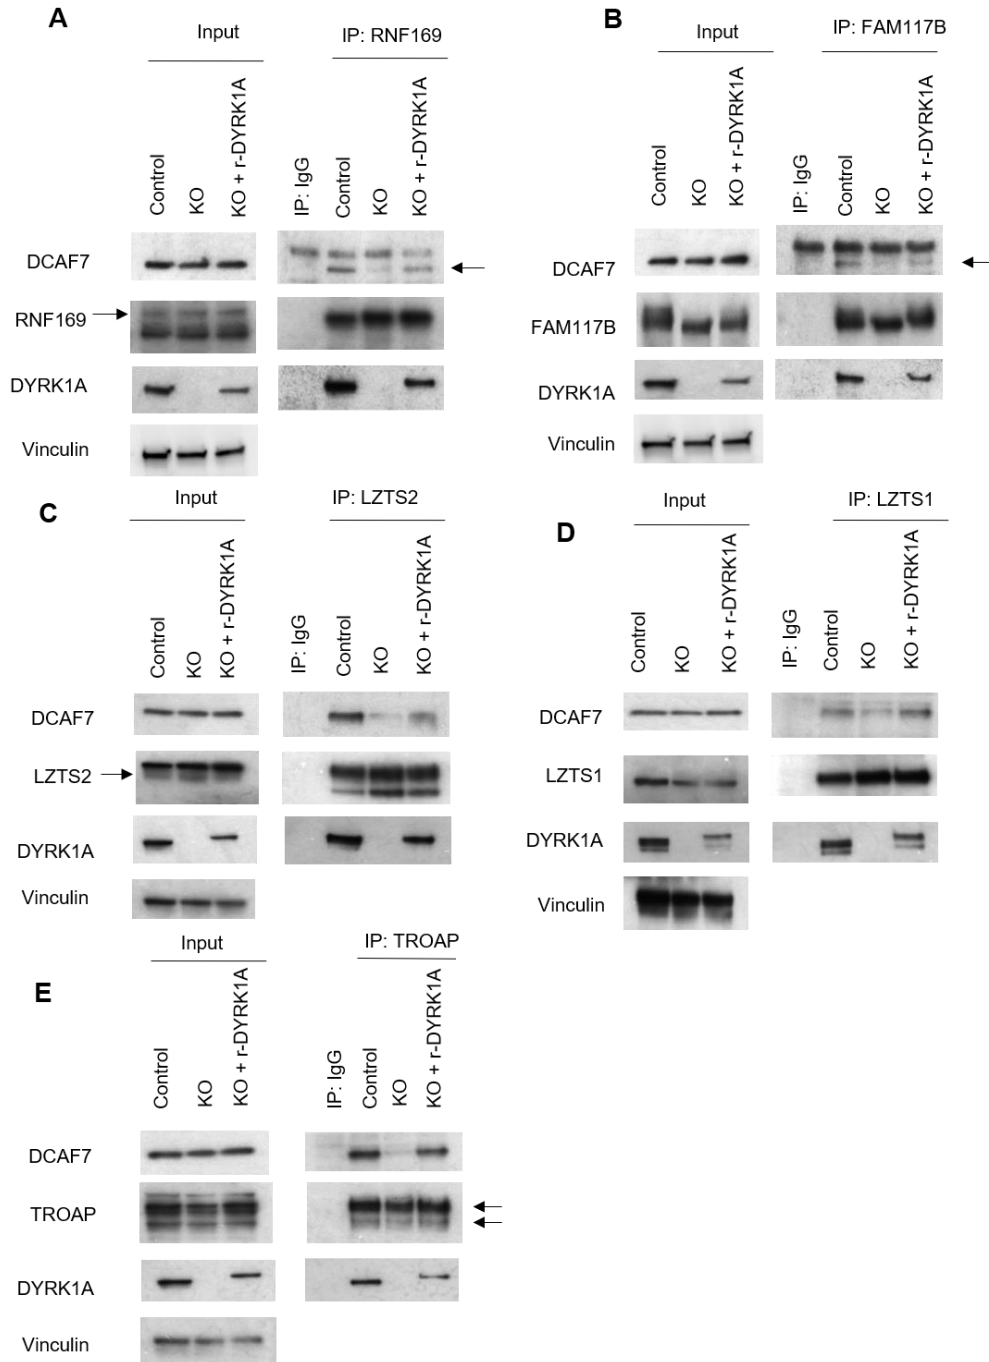 A
Input
IP: RNF169
Control
KO
KO + r-DYRK1A
IP: IgG
Control
KO
KO + r-DYRK1A
DCAF7
RNF169
DYRK1A
Vinculin
B
Input
IP: FAM117B
Control
KO
KO + r-DYRK1A
IP: IgG
Control
KO
KO + r-DYRK1A
DCAF7
FAM117B
DYRK1A
Vinculin
C
Input
IP: LZTS2
Control
KO
KO + r-DYRK1A
IP: IgG
Control
KO
KO + r-DYRK1A
DCAF7
LZTS2
DYRK1A
Vinculin
D
Input
IP: LZTS1
Control
KO
KO + r-DYRK1A
IP: IgG
Control
KO
KO + r-DYRK1A
DCAF7
LZTS1
DYRK1A
Vinculin
E
Input
IP: TROAP
Control
KO
KO + r-DYRK1A
IP: IgG
Control
KO
KO + r-DYRK1A
DCAF7
TROAP
DYRK1A
Vinculin